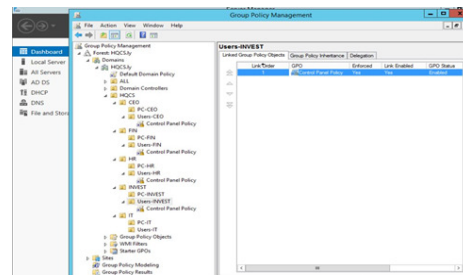 Group Policy Management
File Action View Window Help
Dashboard
Local Server
All Servers
AD DS
DHCP
DNS
File and Stor
Group Policy Management
Forest: HQCS.ly
Domains
HQCS.ly
Default Domain Policy
ALL
Domain Controllers
HQCS
CEO
PC-CEO
Users-CEO
Control Panel Policy
FIN
PC-FIN
Users-FIN
Control Panel Policy
HR
PC-HR
Users-HR
Control Panel Policy
INVEST
PC-INVEST
Users-INVEST
Control Panel Policy
IT
PC-IT
Users-IT
Group Policy Objects
WMI Filters
Starter GPOs
Sites
Group Policy Modeling
Group Policy Results
Users-INVEST
Linked Group Policy Objects Group Policy Inheritance Delegation
Link Order GPO Enforced Link Enabled GPO Status
1 Control Panel Policy Yes Yes Enabled